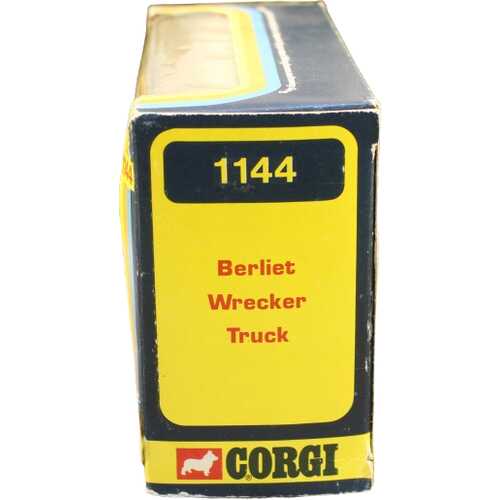 1144
Berliet
Wrecker
Truck
CORGI